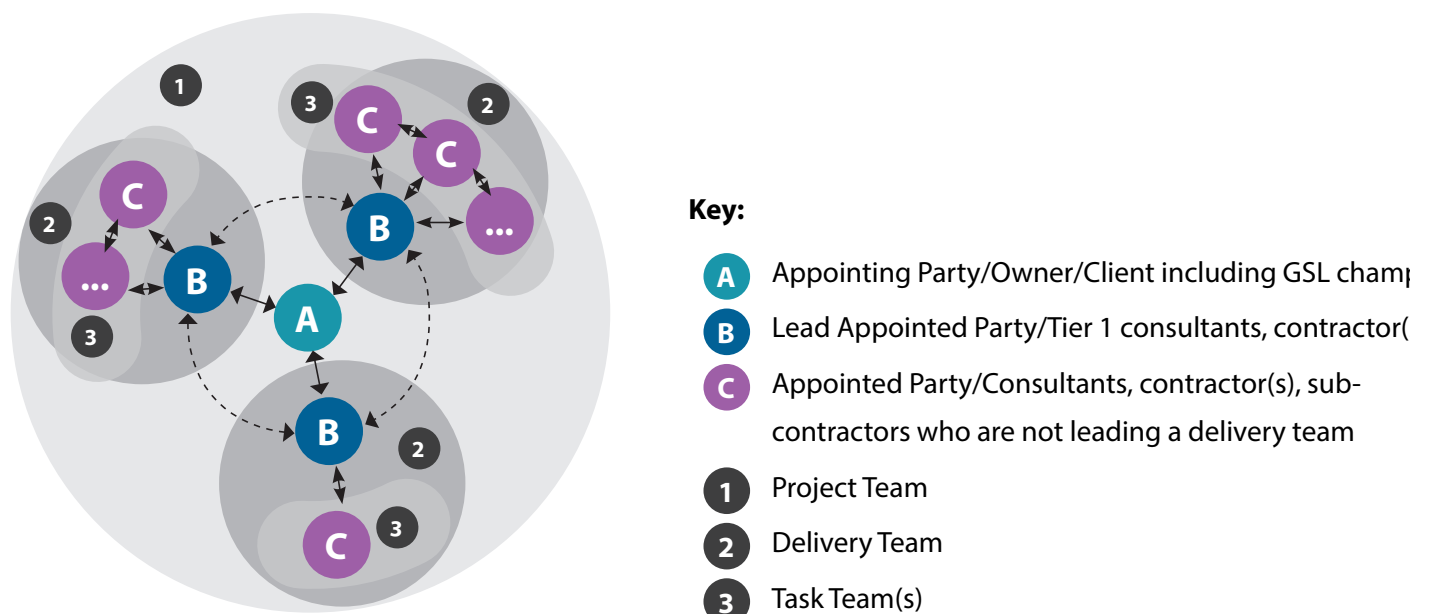 1
3
C
2
C
C
2
B
...
B
...
A
3
B
2
C
3
Key:
A Appointing Party/Owner/Client including GSL
B Lead Appointed Party/Tier 1 consultants, contractor(
C Appointed Party/Consultants, contractor(s), sub-
contractors who are not leading a delivery team
1 Project Team
2 Delivery Team
3 Task Team(s)